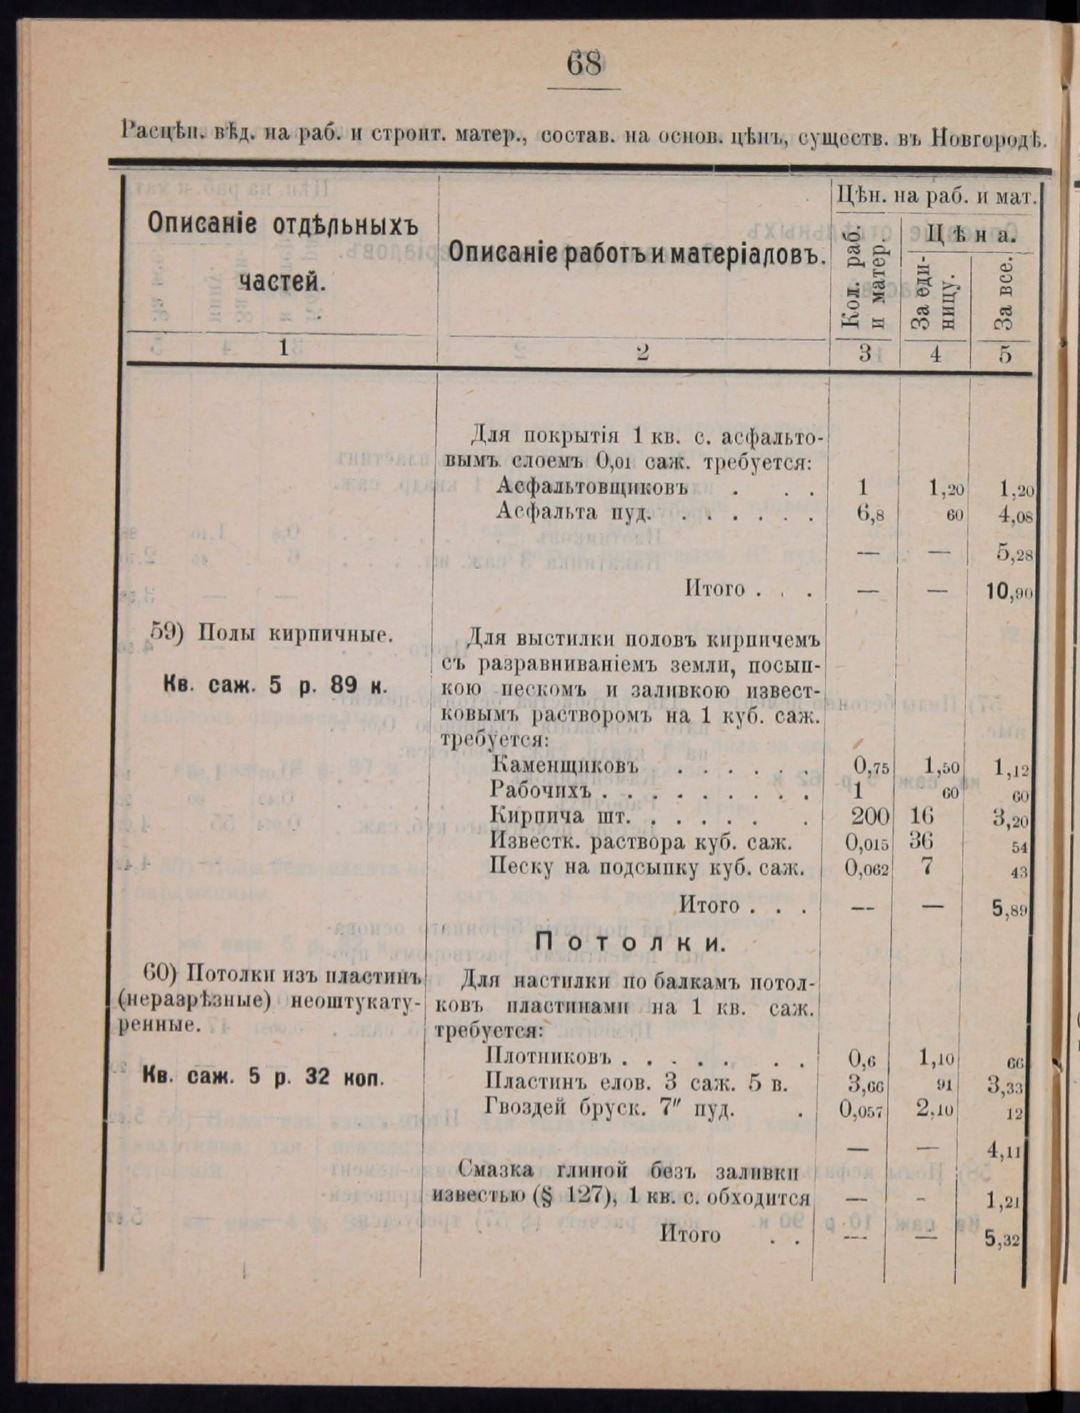 68
Расцѣн. вѣд. на раб. и строит. матер., состав. на основ. цѣнъ, существ. въ Новгородѣ.
Описаніе отдѣльныхъ частей.
Описаніе работъ и матеріаловъ.
Цѣн. на раб. и мат.
Кол. раб. и матер.
Цѣна.
За единицу.
За все.
1 2 3 4 5
Для покрытія 1 кв. с. асфальто-
вымъ слоемъ 0,01 саж. требуется:
Асфальтовщиковъ . . . 1 1,20 1,20
Асфальта пуд. . . . . . . 6,8 60 4,08
— — 5,28
Итого . . . — — 10,90
59) Полы кирпичные.
Кв. саж. 5 р. 89 к.
Для выстилки половъ кирпичемъ
съ разравниваніемъ земли, посып-
кою пескомъ и заливкою извест-
ковымъ растворомъ на 1 куб. саж.
требуется:
Каменщиковъ . . . . . . 0,75 1,50 1,12
Рабочихъ . . . . . . . . . 1 60 60
Кирпича шт. . . . . . . 200 16 3,20
Известк. раствора куб. саж. 0,015 36 54
Песку на подсыпку куб. саж. 0,062 7 43
Итого . . . — — 5,89
Потолки.
60) Потолки изъ пластинъ
(неразрѣзные) неоштукату-
ренные.
Кв. саж. 5 р. 32 коп.
Для настилки по балкамъ потол-
ковъ пластинами на 1 кв. саж.
требуется:
Плотниковъ . . . . . . . 0,6 1,10 66
Пластинъ елов. 3 саж. 5 в. 3,66 91 3,33
Гвоздей бруск. 7" пуд. . 0,057 2,10 12
— — 4,11
Смазка глиной безъ заливки
известью (§ 127), 1 кв. с. обходится — - 1,21
Итого . . — — 5,32